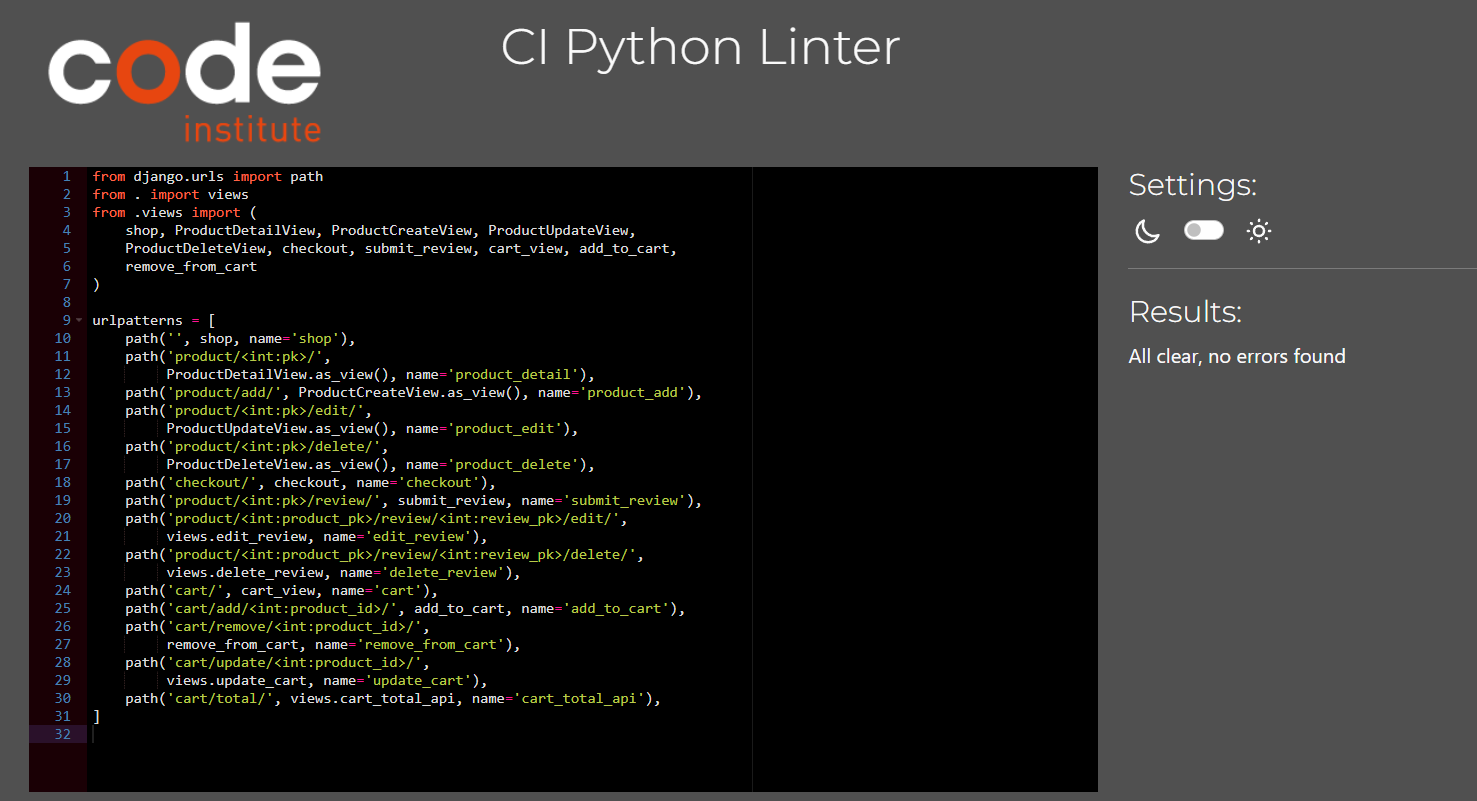 code
institute
CI Python Linter
1 from django.urls import path
2 from . import views
3 from .views import (
4     shop, ProductDetailView, ProductCreateView, ProductUpdateView,
5     ProductDeleteView, checkout, submit_review, cart_view, add_to_cart,
6     remove_from_cart
7 )
8
9 urlpatterns = [
10     path('', shop, name='shop'),
11     path('product/<int:pk>/',
12          ProductDetailView.as_view(), name='product_detail'),
13     path('product/add/', ProductCreateView.as_view(), name='product_add'),
14     path('product/<int:pk>/edit/',
15          ProductUpdateView.as_view(), name='product_edit'),
16     path('product/<int:pk>/delete/',
17          ProductDeleteView.as_view(), name='product_delete'),
18     path('checkout/', checkout, name='checkout'),
19     path('product/<int:pk>/review/', submit_review, name='submit_review'),
20     path('product/<int:product_pk>/review/<int:review_pk>/edit/',
21          views.edit_review, name='edit_review'),
22     path('product/<int:product_pk>/review/<int:review_pk>/delete/',
23          views.delete_review, name='delete_review'),
24     path('cart/', cart_view, name='cart'),
25     path('cart/add/<int:product_id>/', add_to_cart, name='add_to_cart'),
26     path('cart/remove/<int:product_id>/',
27          remove_from_cart, name='remove_from_cart'),
28     path('cart/update/<int:product_id>/',
29          views.update_cart, name='update_cart'),
30     path('cart/total/', views.cart_total_api, name='cart_total_api'),
31 ]
32
Settings:
Results:
All clear, no errors found